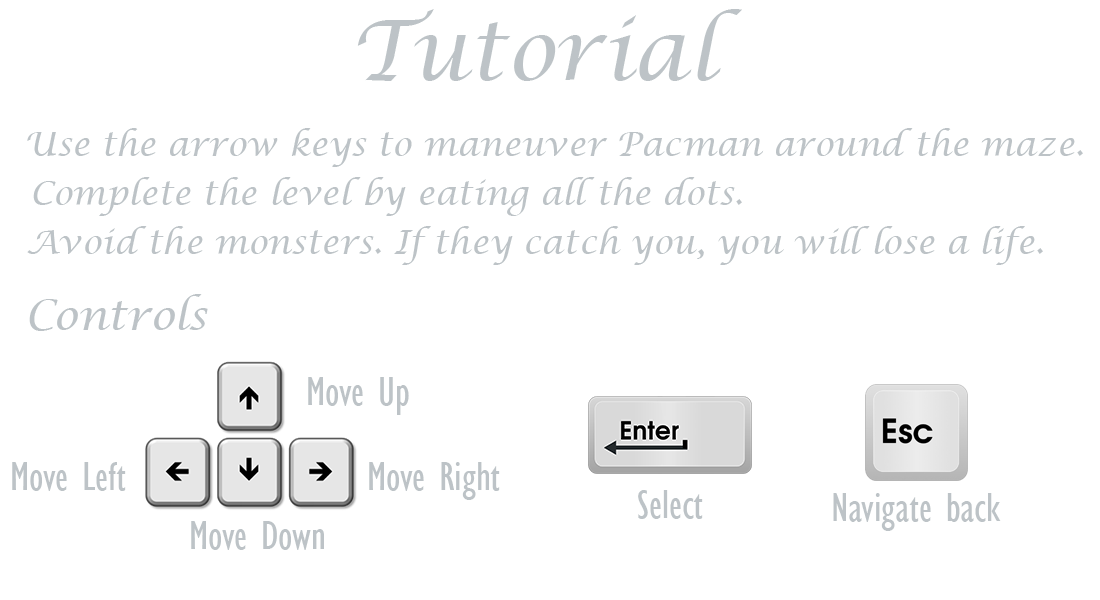 Tutorial
Use the arrow keys to maneuver Pacman around the maze.
Complete the level by eating all the dots.
Avoid the monsters. If they catch you, you will lose a life.
Controls
Move Up
Move Left
Move Right
Move Down
Enter
Select
Esc
Navigate back